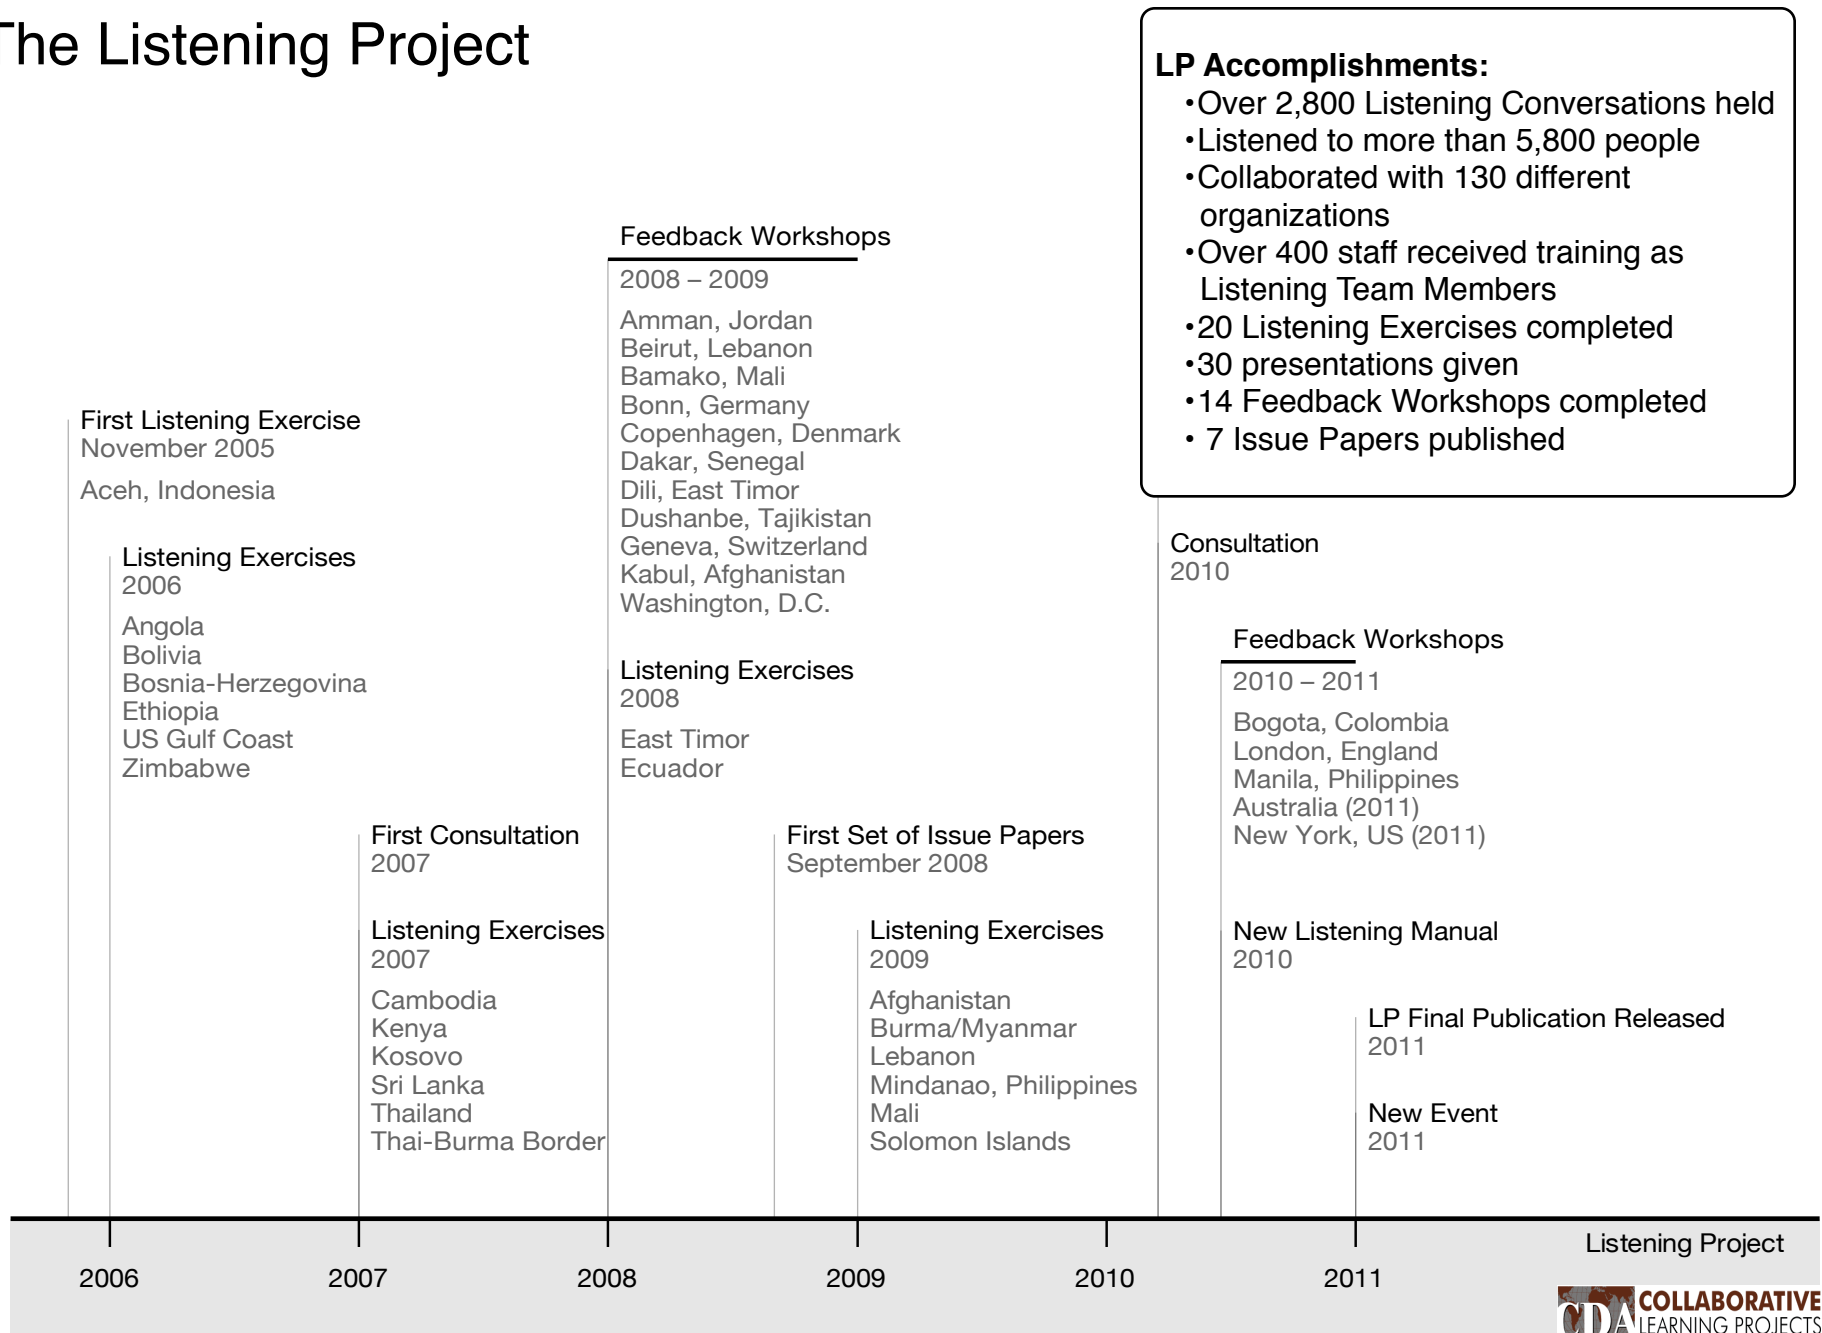 The Listening Project
LP Accomplishments:
•Over 2,800 Listening Conversations held
•Listened to more than 5,800 people
•Collaborated with 130 different
organizations
•Over 400 staff received training as
Listening Team Members
•20 Listening Exercises completed
•30 presentations given
•14 Feedback Workshops completed
• 7 Issue Papers published
First Listening Exercise
November 2005
Aceh, Indonesia
Listening Exercises
2006
Angola
Bolivia
Bosnia-Herzegovina
Ethiopia
US Gulf Coast
Zimbabwe
First Consultation
2007
Listening Exercises
2007
Cambodia
Kenya
Kosovo
Sri Lanka
Thailand
Thai-Burma Border
Feedback Workshops
2008 – 2009
Amman, Jordan
Beirut, Lebanon
Bamako, Mali
Bonn, Germany
Copenhagen, Denmark
Dakar, Senegal
Dili, East Timor
Dushanbe, Tajikistan
Geneva, Switzerland
Kabul, Afghanistan
Washington, D.C.
Listening Exercises
2008
East Timor
Ecuador
First Set of Issue Papers
September 2008
Listening Exercises
2009
Afghanistan
Burma/Myanmar
Lebanon
Mindanao, Philippines
Mali
Solomon Islands
Consultation
2010
Feedback Workshops
2010 – 2011
Bogota, Colombia
London, England
Manila, Philippines
Australia (2011)
New York, US (2011)
New Listening Manual
2010
LP Final Publication Released
2011
New Event
2011
Listening Project
2006
2007
2008
2009
2010
2011
CDA
COLLABORATIVE
LEARNING PROJECTS